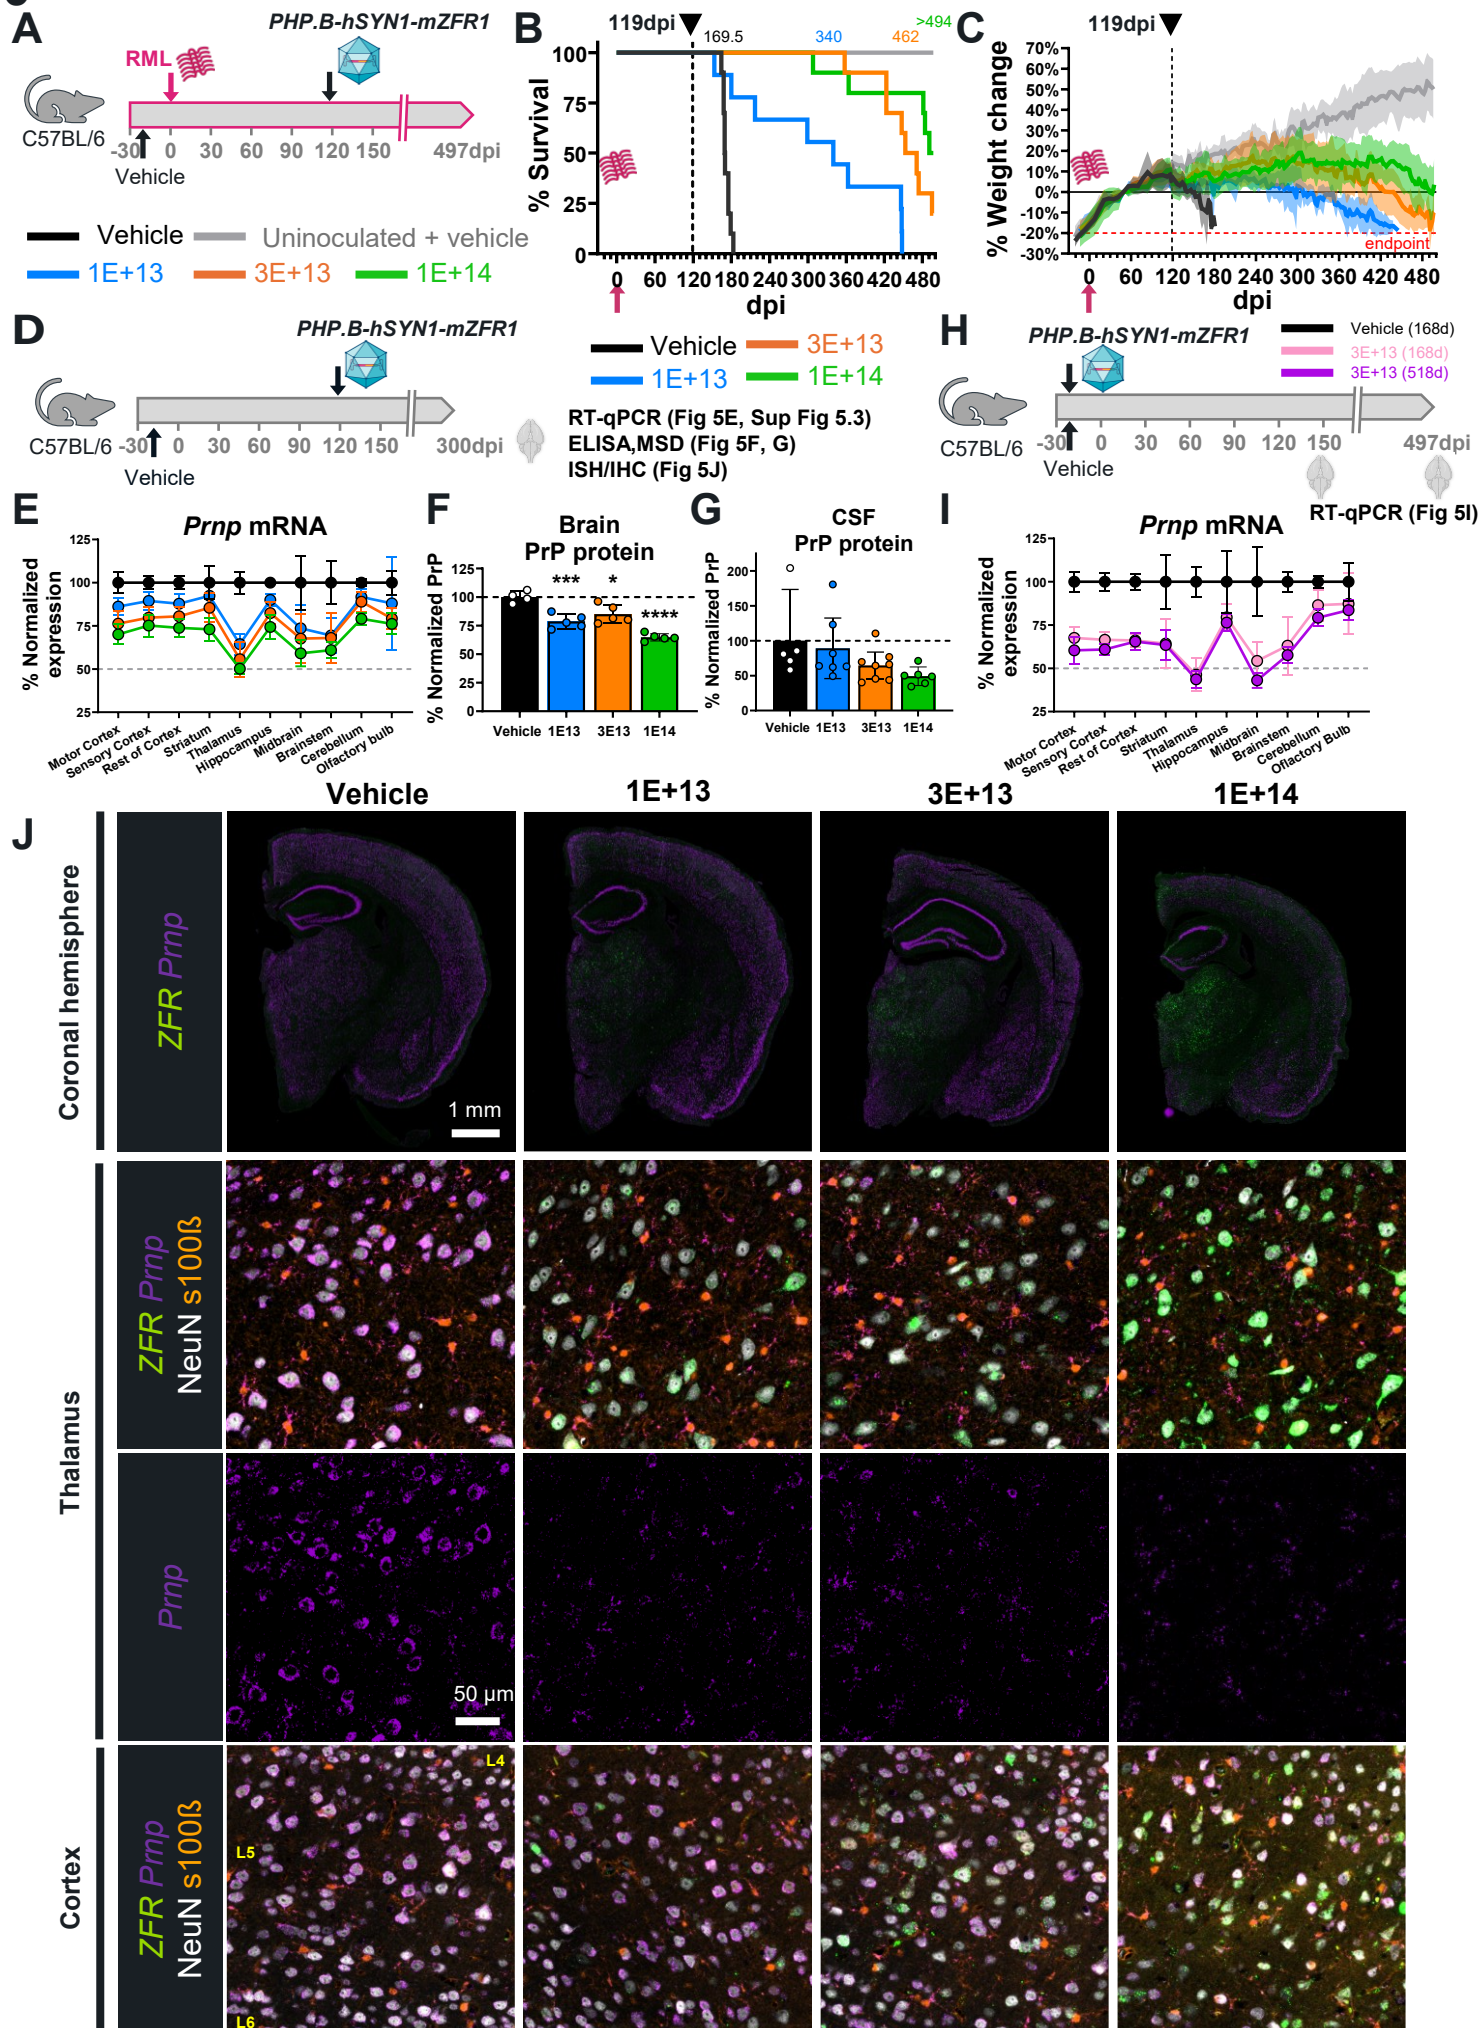 A
PHP.B-hSYN1-mZFR1
RML
C57BL/6
-30 0 30 60 90 120 150 497dpi
Vehicle
Vehicle
Uninoculated + vehicle
1E+13
3E+13
1E+14
B
119dpi
169.5
340
462
>494
% Survival
100
75
50
25
0
0 60 120 180 240 300 360 420 480
dpi
C
119dpi
% Weight change
70%
60%
50%
40%
30%
20%
10%
0%
-10%
-20%
-30%
endpoint
0 60 120 180 240 300 360 420 480
dpi
D
PHP.B-hSYN1-mZFR1
C57BL/6
-30 0 30 60 90 120 150 300dpi
Vehicle
Vehicle
3E+13
1E+13
1E+14
RT-qPCR (Fig 5E, Sup Fig 5.3)
ELISA,MSD (Fig 5F, G)
ISH/IHC (Fig 5J)
H
PHP.B-hSYN1-mZFR1
Vehicle (168d)
3E+13 (168d)
3E+13 (518d)
C57BL/6
-30 0 30 60 90 120 150 497dpi
Vehicle
RT-qPCR (Fig 5I)
E
Prnp mRNA
% Normalized
expression
125
100
75
50
25
Motor Cortex
Sensory Cortex
Rest of Cortex
Striatum
Thalamus
Hippocampus
Midbrain
Brainstem
Cerebellum
Olfactory bulb
F
Brain
PrP protein
% Normalized PrP
125
100
75
50
25
0
***
*
****
Vehicle 1E13 3E13 1E14
G
CSF
PrP protein
% Normalized PrP
200
150
100
50
0
Vehicle 1E13 3E13 1E14
I
Prnp mRNA
% Normalized
expression
125
100
75
50
25
Motor Cortex
Sensory Cortex
Rest of Cortex
Striatum
Thalamus
Hippocampus
Midbrain
Brainstem
Cerebellum
Olfactory Bulb
J
Vehicle
1E+13
3E+13
1E+14
Coronal hemisphere
ZFR Prnp
1 mm
Thalamus
ZFR Prnp
NeuN s100ß
Prnp
50 µm
Cortex
ZFR Prnp
NeuN s100ß
L4
L5
L6